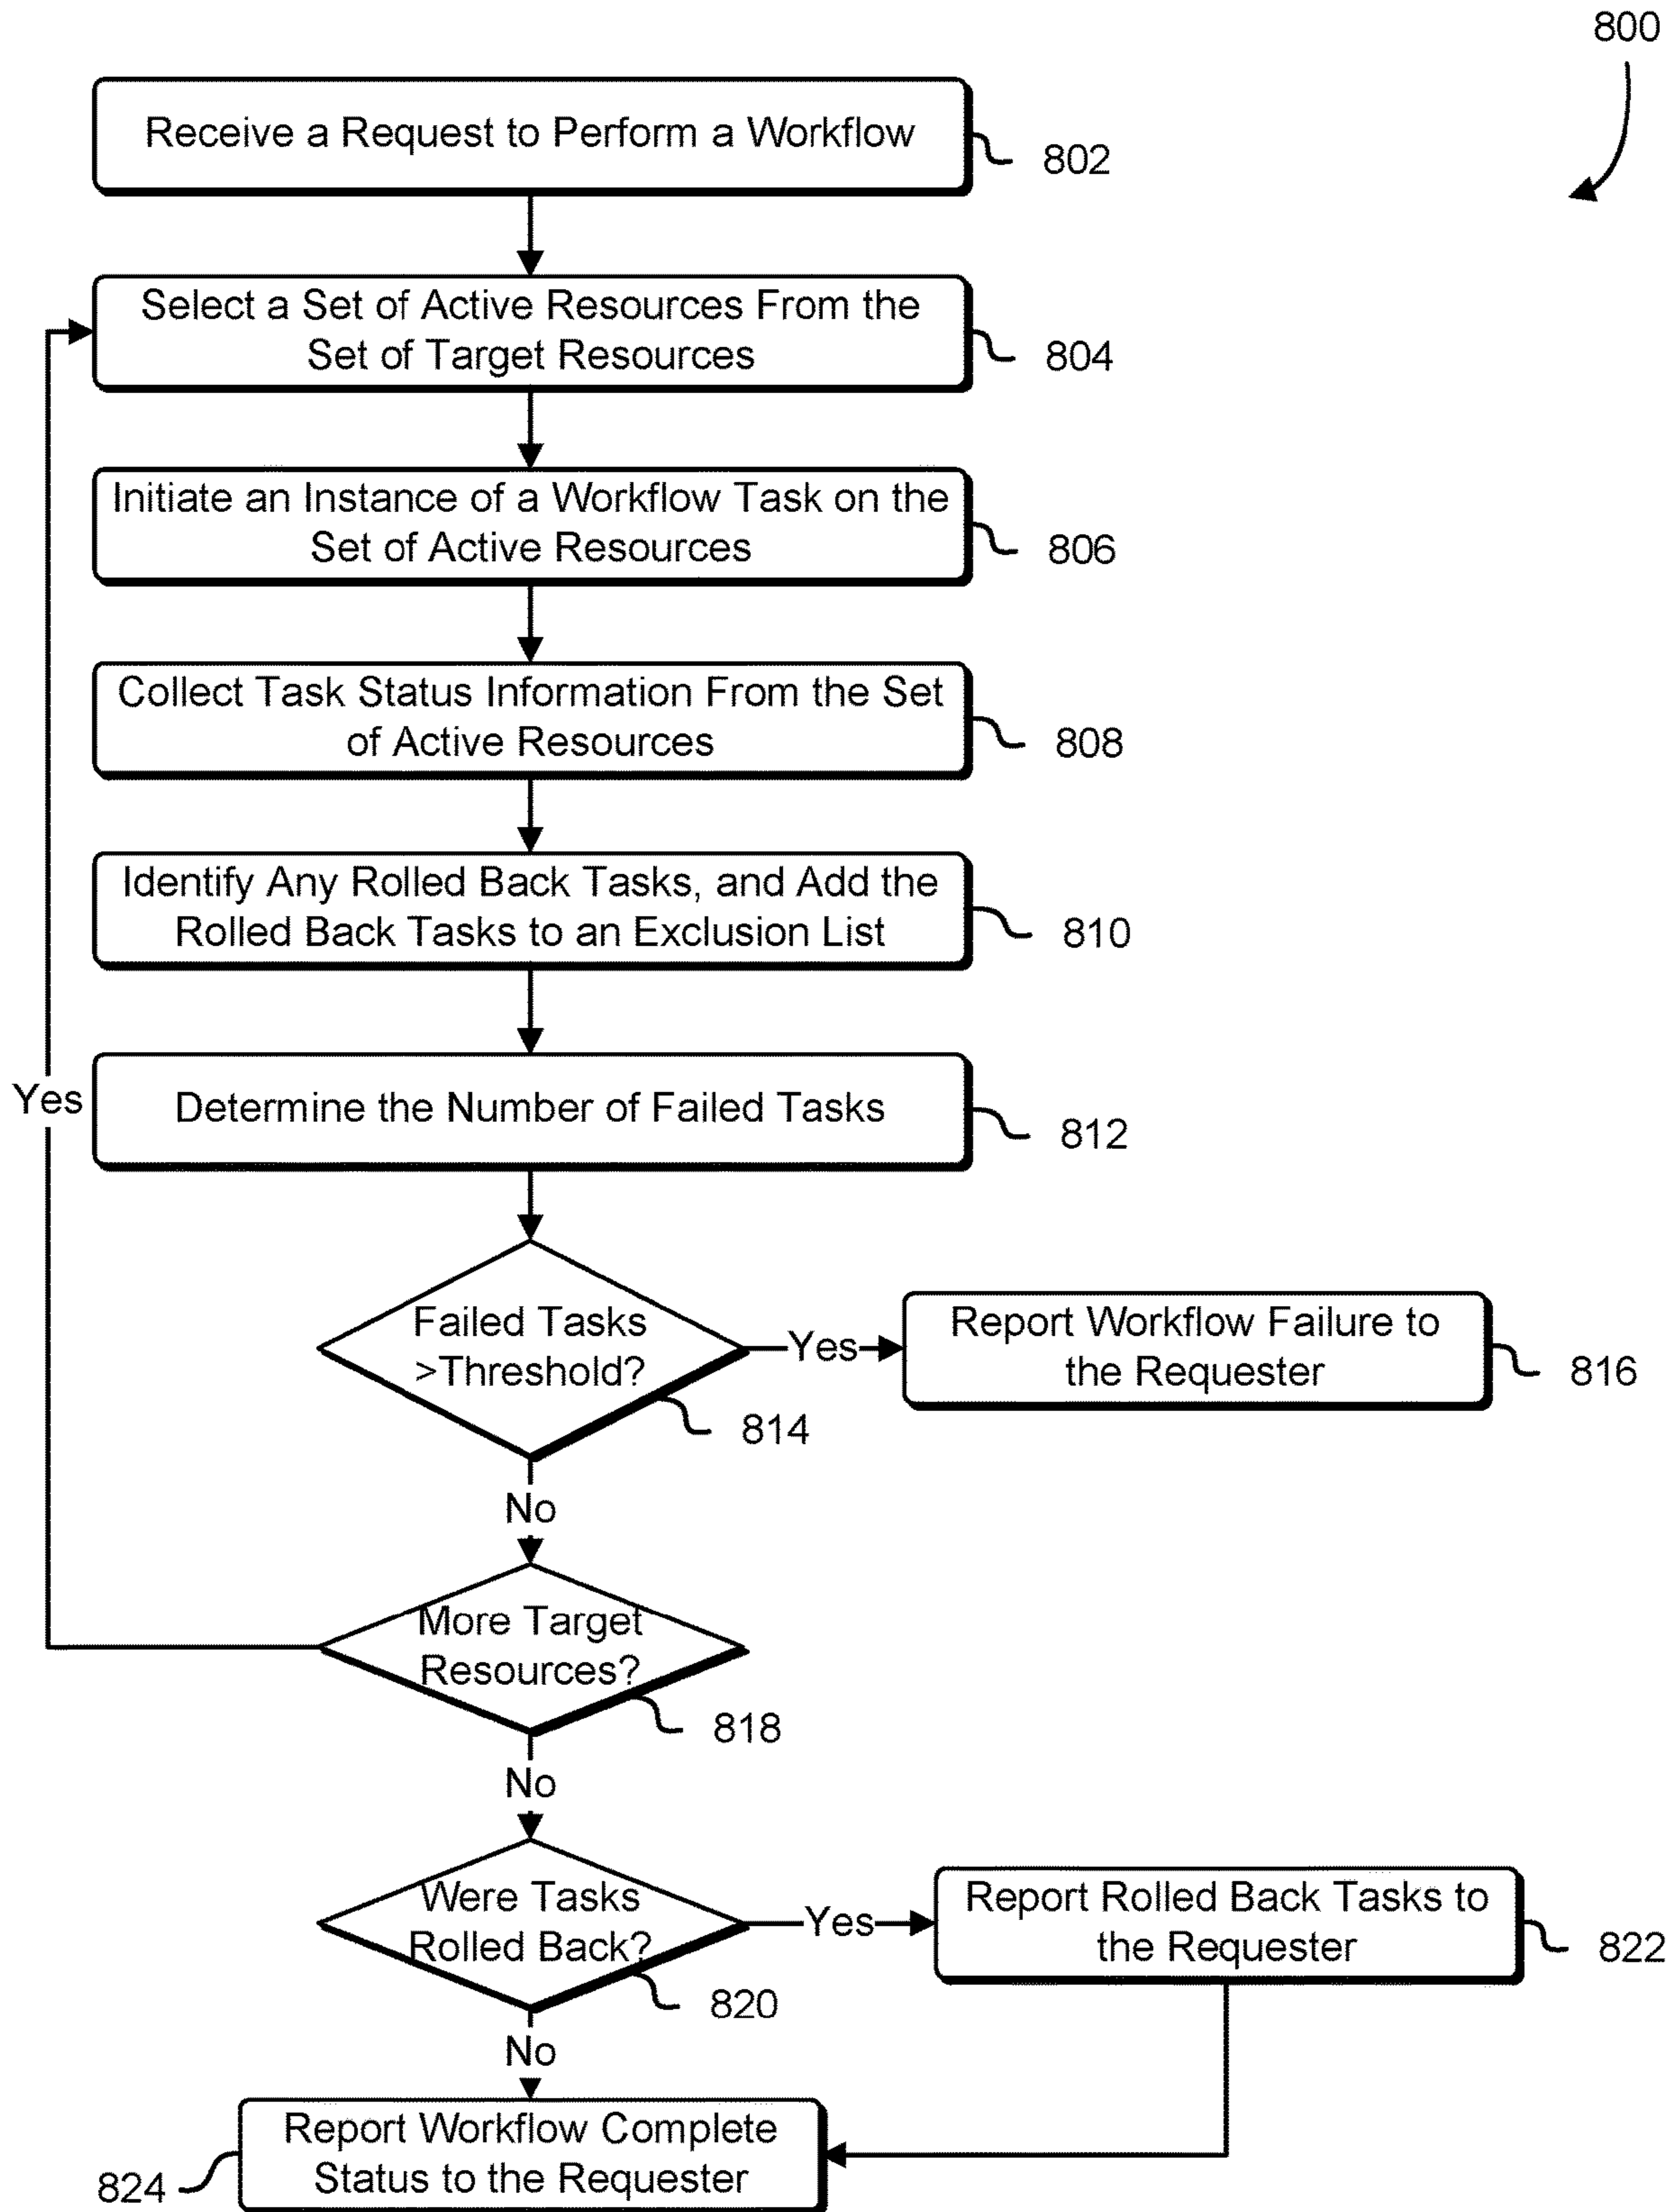 800
Receive a Request to Perform a Workflow
802
Select a Set of Active Resources From the
Set of Target Resources
804
Initiate an Instance of a Workflow Task on the
Set of Active Resources
806
Collect Task Status Information From the Set
of Active Resources
808
Identify Any Rolled Back Tasks, and Add the
Rolled Back Tasks to an Exclusion List
810
Yes
Determine the Number of Failed Tasks
812
Failed Tasks
>Threshold?
814
Yes
Report Workflow Failure to
the Requester
816
No
More Target
Resources?
818
No
Were Tasks
Rolled Back?
820
Yes
Report Rolled Back Tasks to
the Requester
822
No
Report Workflow Complete
Status to the Requester
824